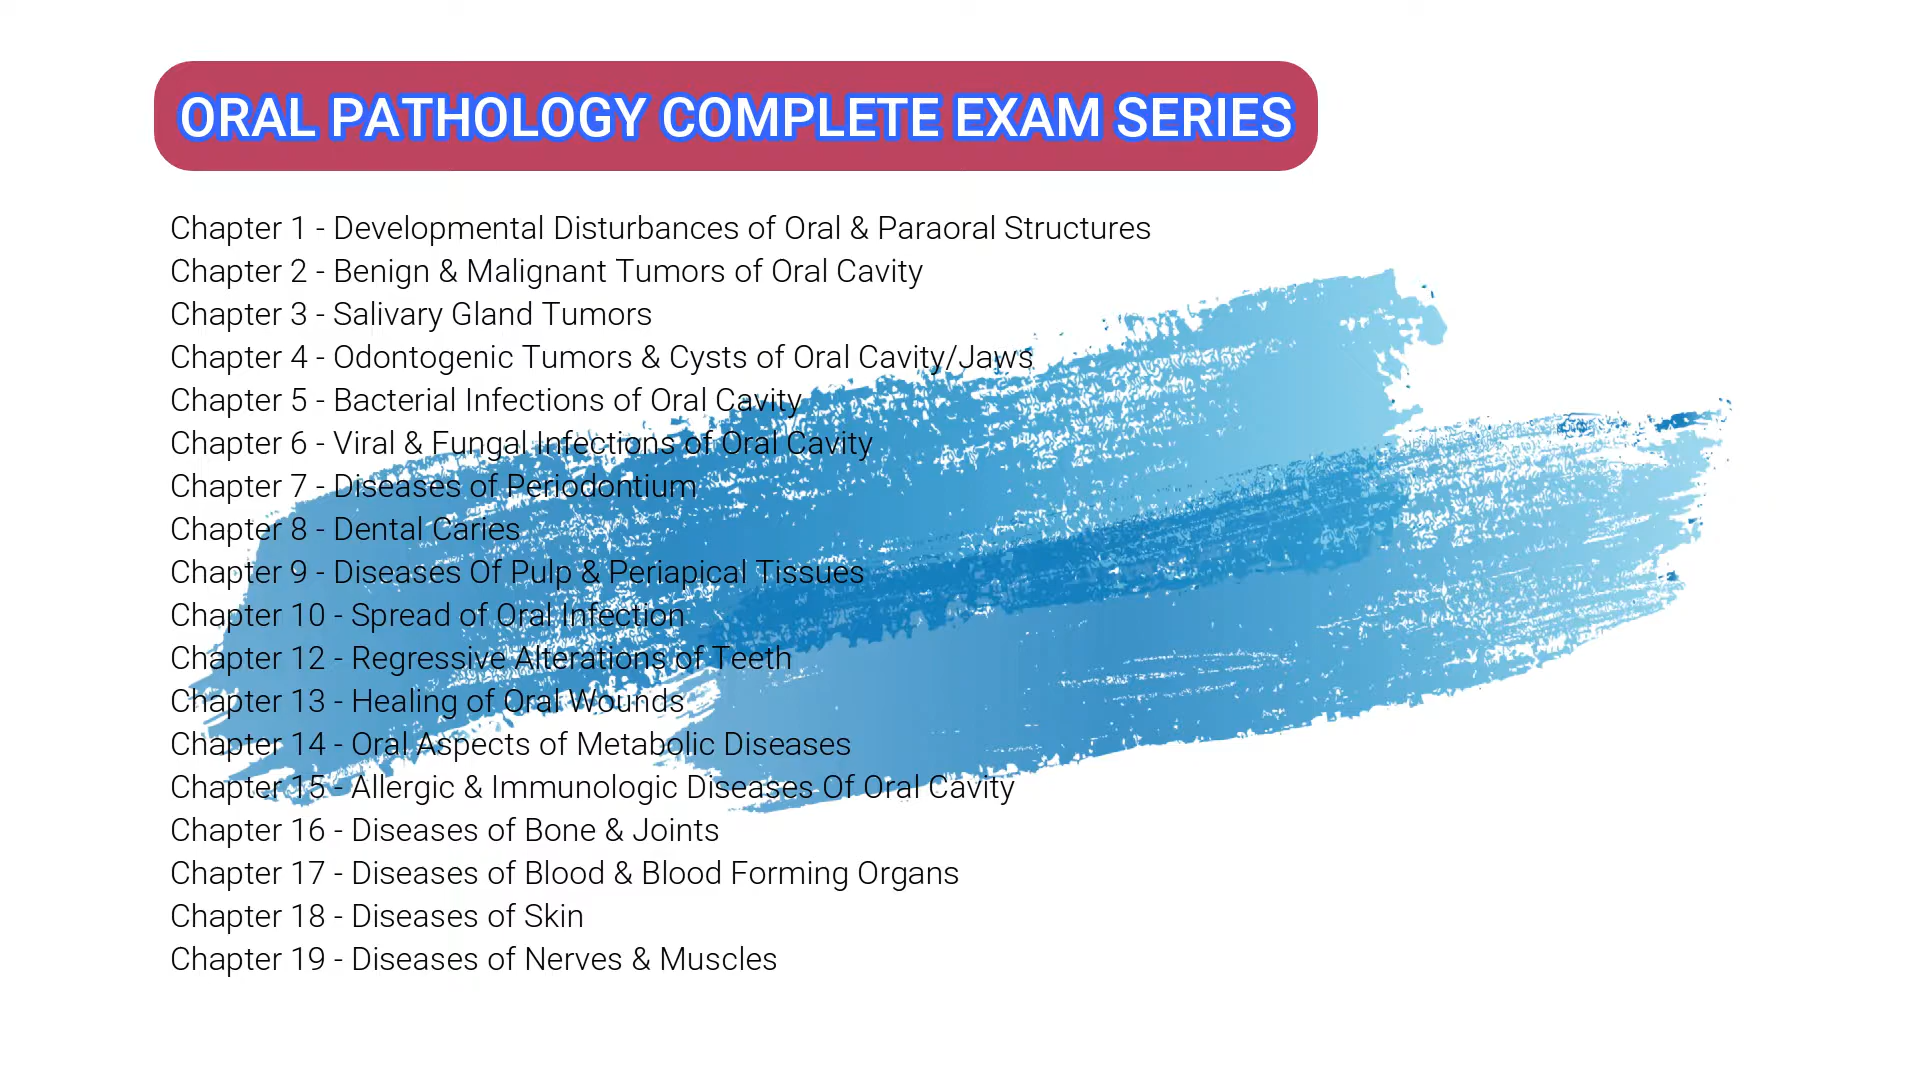 ORAL PATHOLOGY COMPLETE EXAM SERIES
Chapter 1 - Developmental Disturbances of Oral & Paraoral Structures
Chapter 2 - Benign & Malignant Tumors of Oral Cavity
Chapter 3 - Salivary Gland Tumors
Chapter 4 - Odontogenic Tumors & Cysts of Oral Cavity/Jaws
Chapter 5 - Bacterial Infections of Oral Cavity
Chapter 6 - Viral & Fungal Infections of Oral Cavity
Chapter 7 - Diseases of Periodontium
Chapter 8 - Dental Caries
Chapter 9 - Diseases Of Pulp & Periapical Tissues
Chapter 10 - Spread of Oral Infection
Chapter 12 - Regressive Alterations of Teeth
Chapter 13 - Healing of Oral Wounds
Chapter 14 - Oral Aspects of Metabolic Diseases
Chapter 15 - Allergic & Immunologic Diseases Of Oral Cavity
Chapter 16 - Diseases of Bone & Joints
Chapter 17 - Diseases of Blood & Blood Forming Organs
Chapter 18 - Diseases of Skin
Chapter 19 - Diseases of Nerves & Muscles